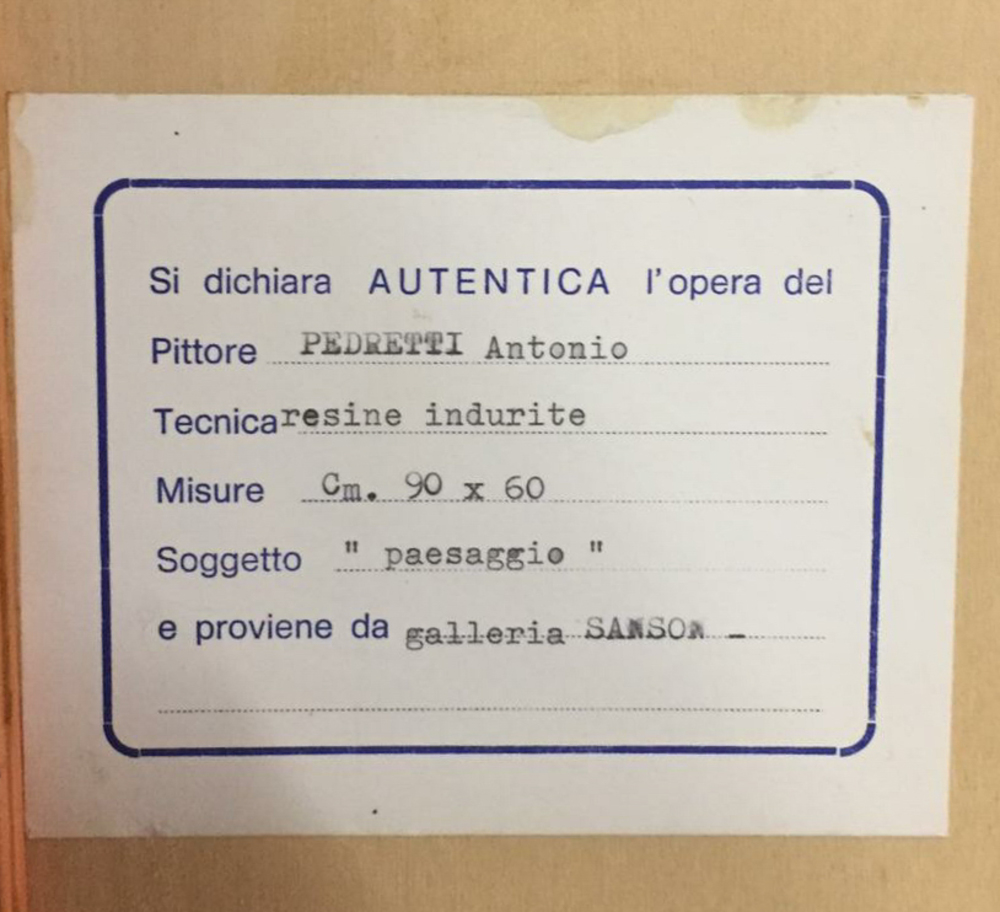 Si dichiara AUTENTICA l'opera del
Pittore PEDRETTI Antonio
Tecnica resine indurite
Misure Cm. 90 x 60
Soggetto " paesaggio "
e proviene da galleria SANSON -